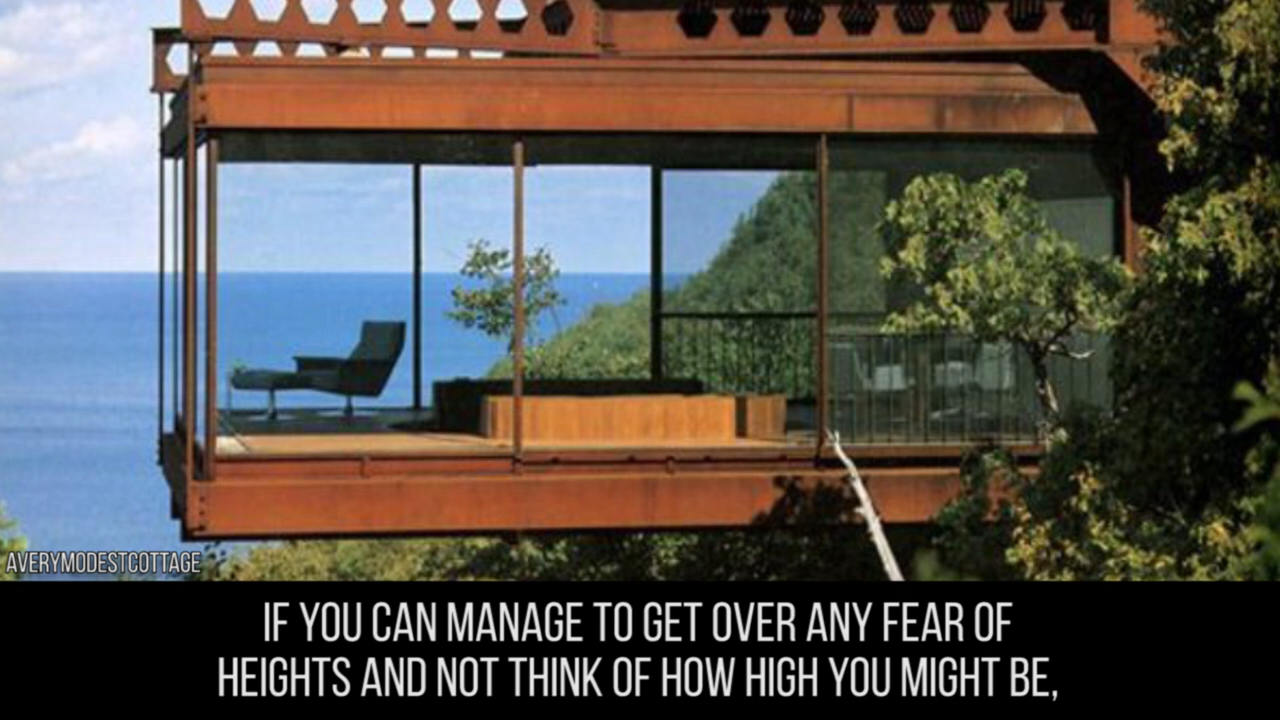 AVERYMODESTCOTTAGE
IF YOU CAN MANAGE TO GET OVER ANY FEAR OF
HEIGHTS AND NOT THINK OF HOW HIGH YOU MIGHT BE,